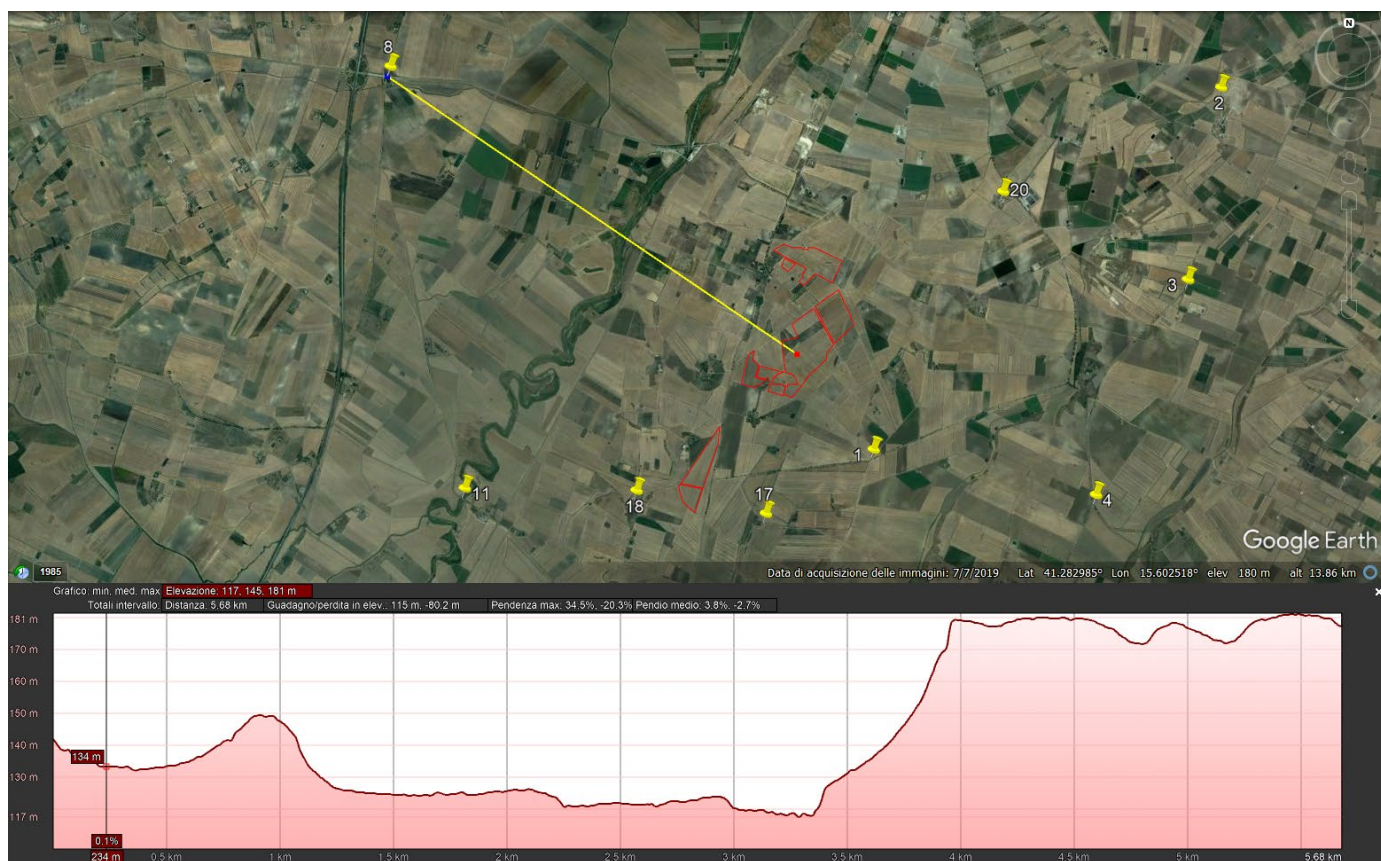 N
8
2
20
3
1
11
18
17
4
Google Earth
1985
Data di acquisizione delle immagini: 7/7/2019 Lat 41.282985° Lon 15.602518° elev 180 m alt 13.86 km
Grafico: min. med. max Elevazione: 117, 145, 181 m
Totali intervallo: Distanza: 5.68 km Guadagno/perdita in elev.: 115 m, -80.2 m Pendenza max: 34.5%, -20.3% Pendio medio: 3.8%, -2.7%
181 m
170 m
160 m
150 m
140 m
134 m
130 m
117 m
0.1%
234 m 0.5 km 1 km 1.5 km 2 km 2.5 km 3 km 3.5 km 4 km 4.5 km 5 km 5.68 km